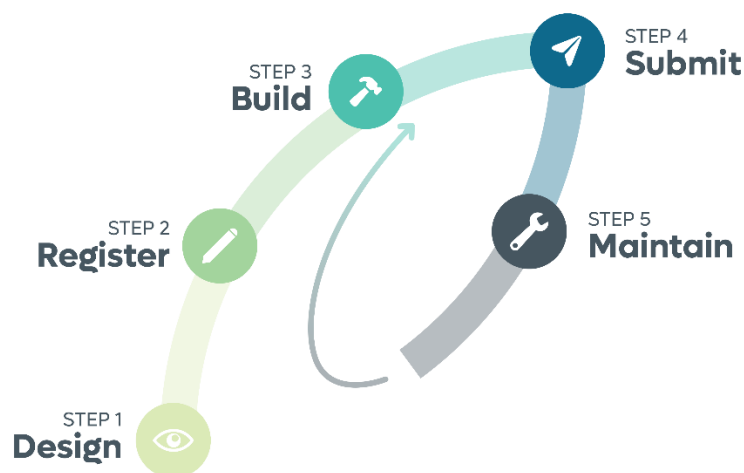 STEP 1
Design
STEP 2
Register
STEP 3
Build
STEP 4
Submit
STEP 5
Maintain